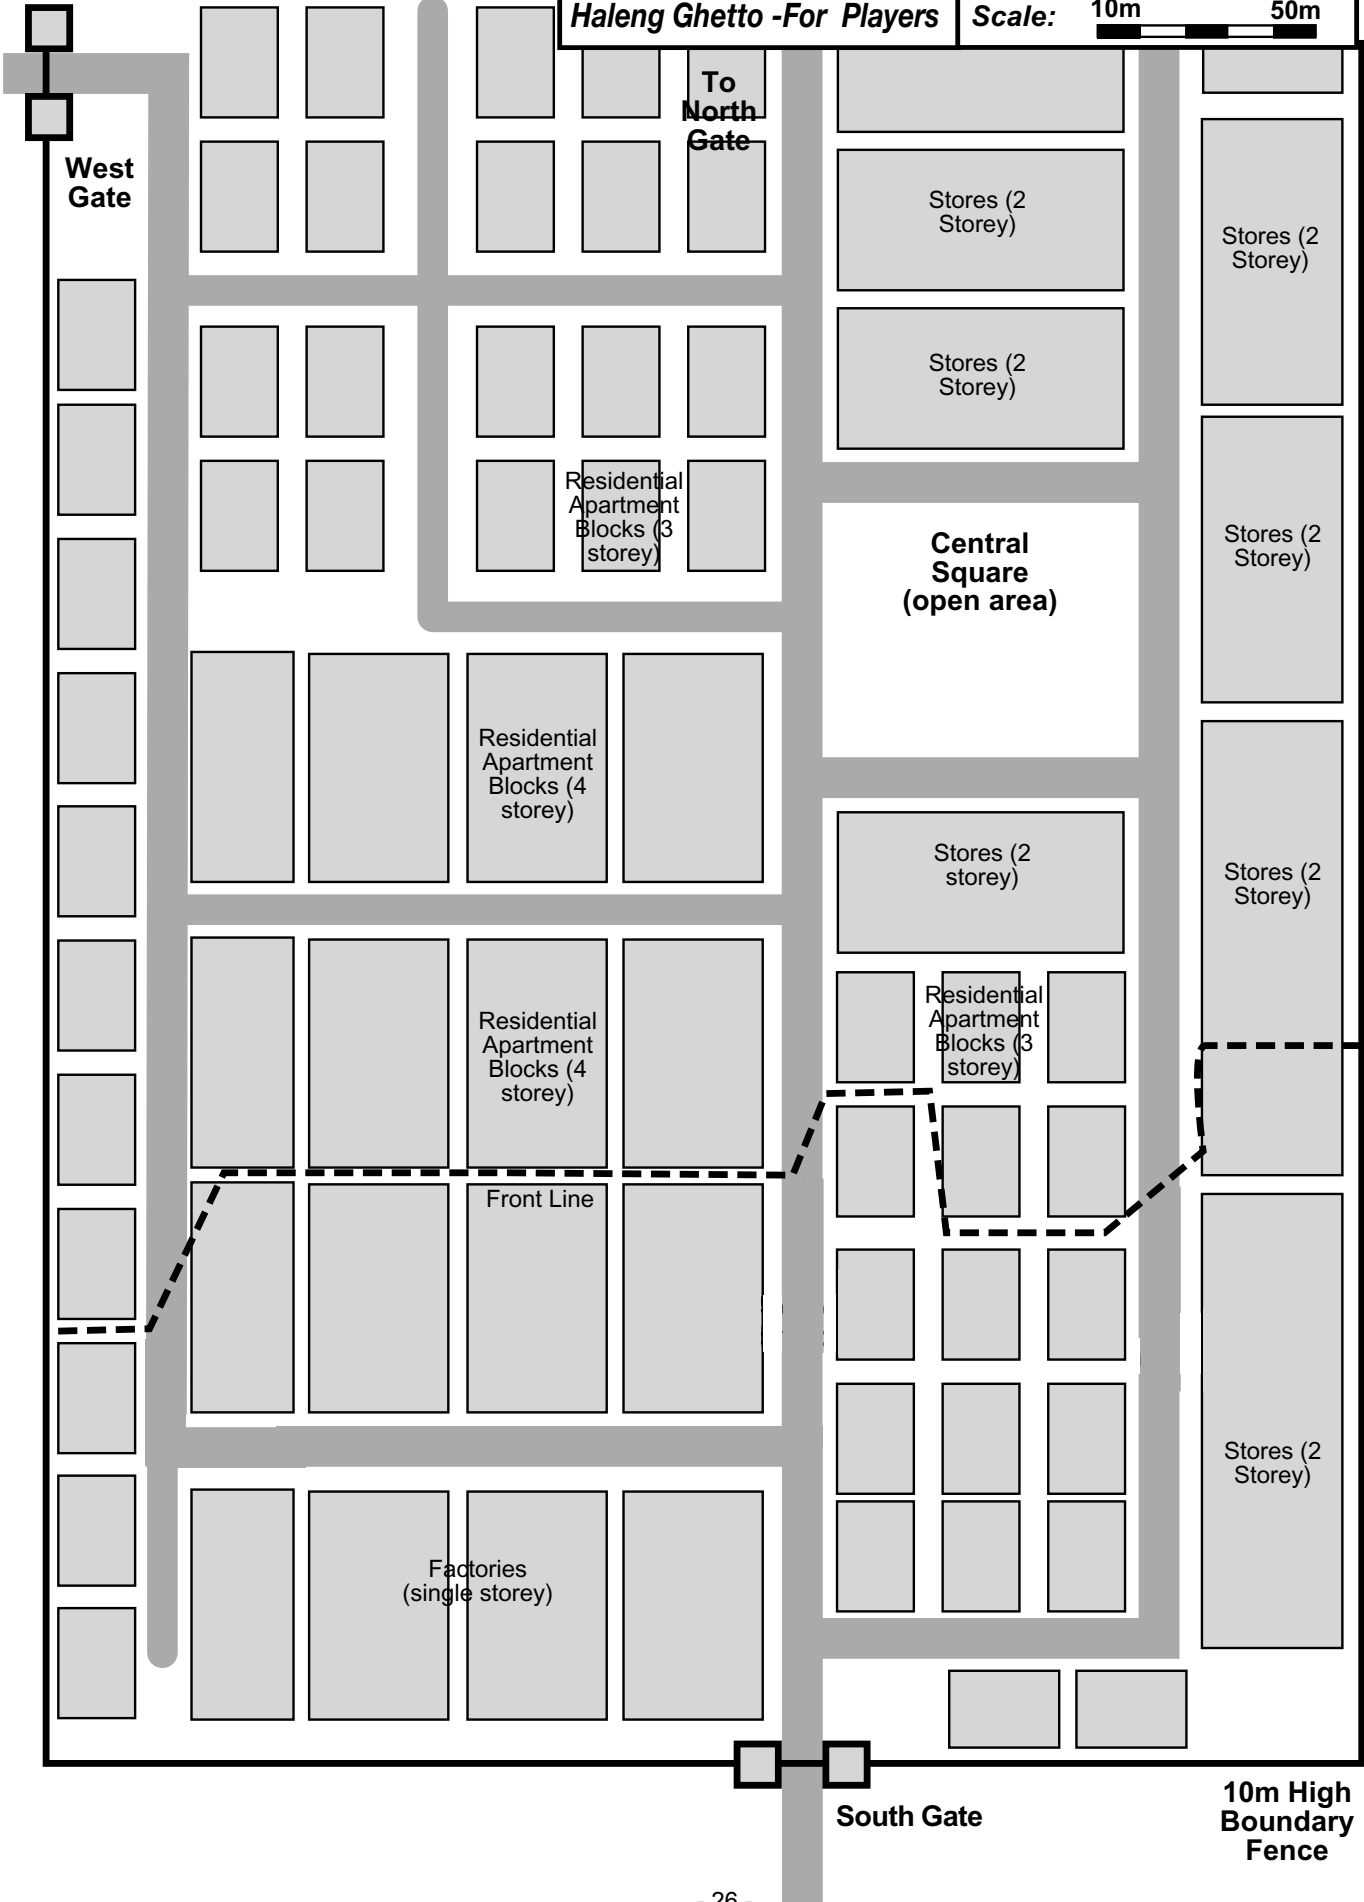 Haleng Ghetto -For Players
Scale:
10m
50m
To
North
Gate
West
Gate
Stores (2
Storey)
Stores (2
Storey)
Stores (2
Storey)
Residential
Apartment
Blocks (3
storey)
Central
Square
(open area)
Stores (2
Storey)
Residential
Apartment
Blocks (4
storey)
Stores (2
storey)
Stores (2
Storey)
Residential
Apartment
Blocks (4
storey)
Residential
Apartment
Blocks (3
storey)
Front Line
Stores (2
Storey)
Factories
(single storey)
South Gate
10m High
Boundary
Fence
- 26 -